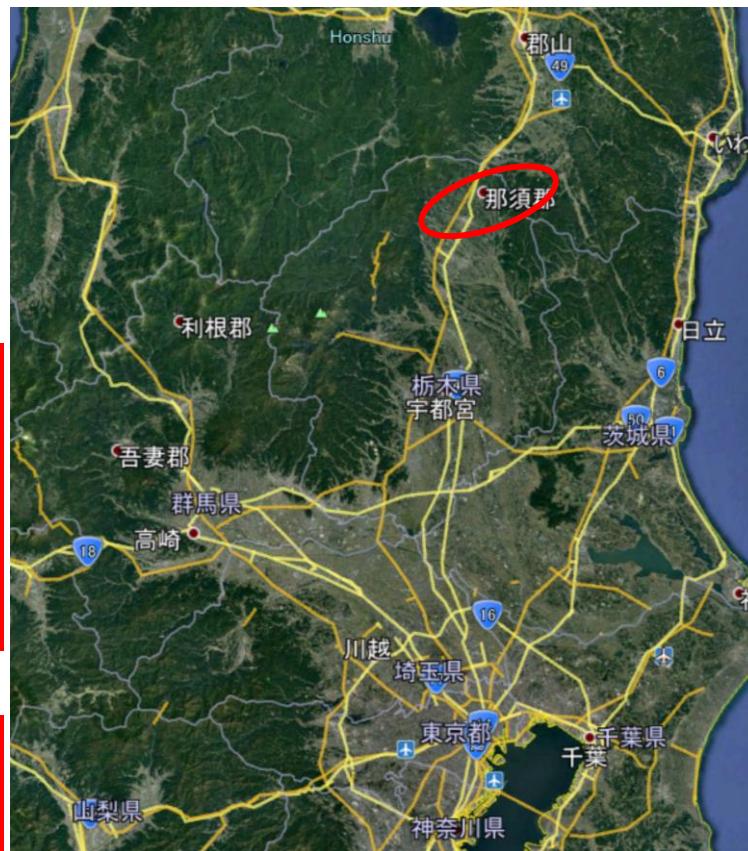 Honshu
郡山
49
いわ
那須郡
利根郡
日立
6
栃木県
宇都宮
50
茨城県
吾妻郡
群馬県
高崎
18
16
川越
埼玉県
東京都
千葉県
千葉
山梨県
神奈川県